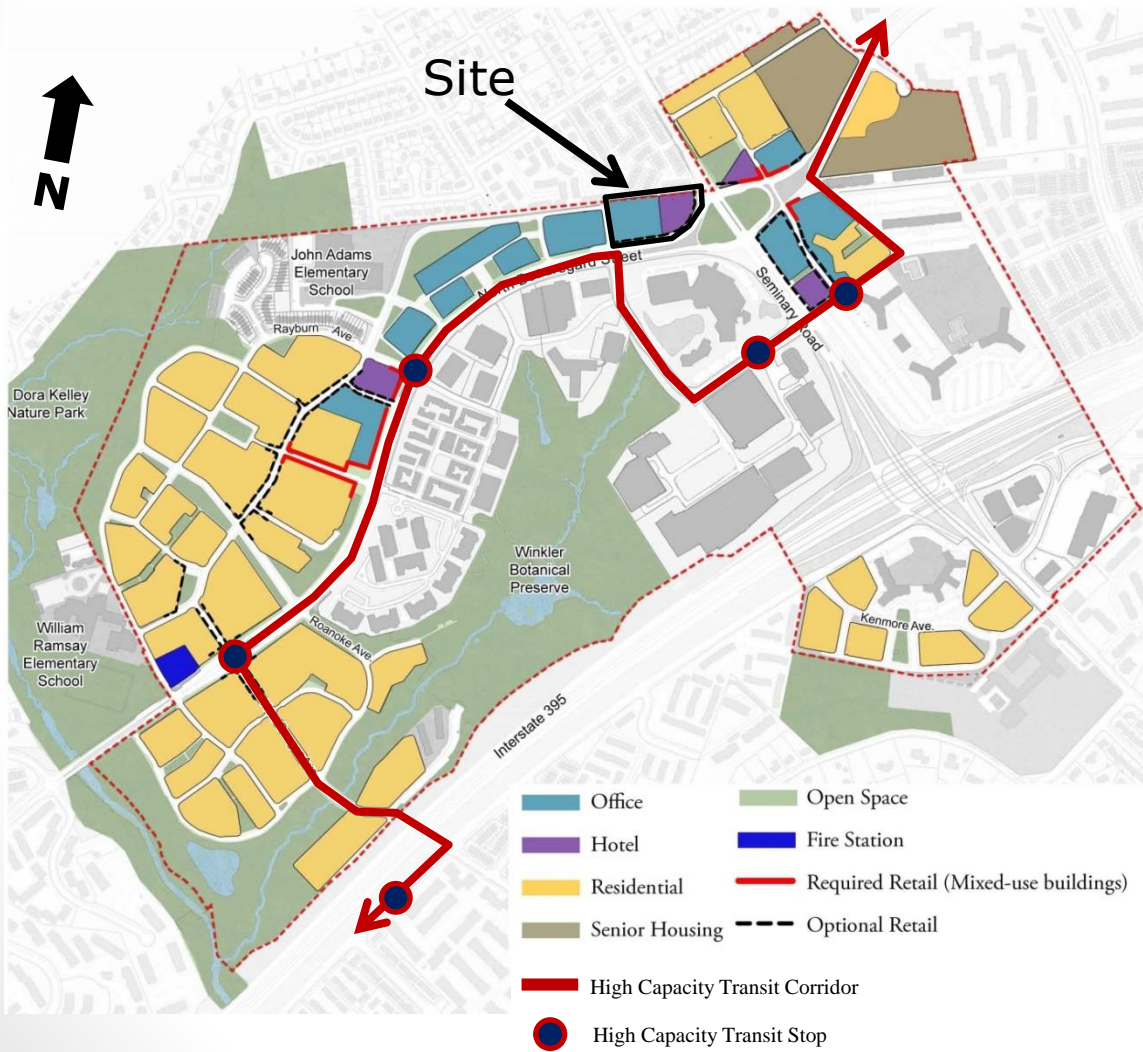 Site
N
John Adams
Elementary
School
North Beauregard Street
Seminary Road
Rayburn Ave
Dora Kelley
Nature Park
Winkler
Botanical
Preserve
Roanoke Ave.
Kenmore Ave.
William
Ramsay
Elementary
School
Interstate 395
Office
Hotel
Residential
Senior Housing
Open Space
Fire Station
Required Retail (Mixed-use buildings)
Optional Retail
High Capacity Transit Corridor
High Capacity Transit Stop